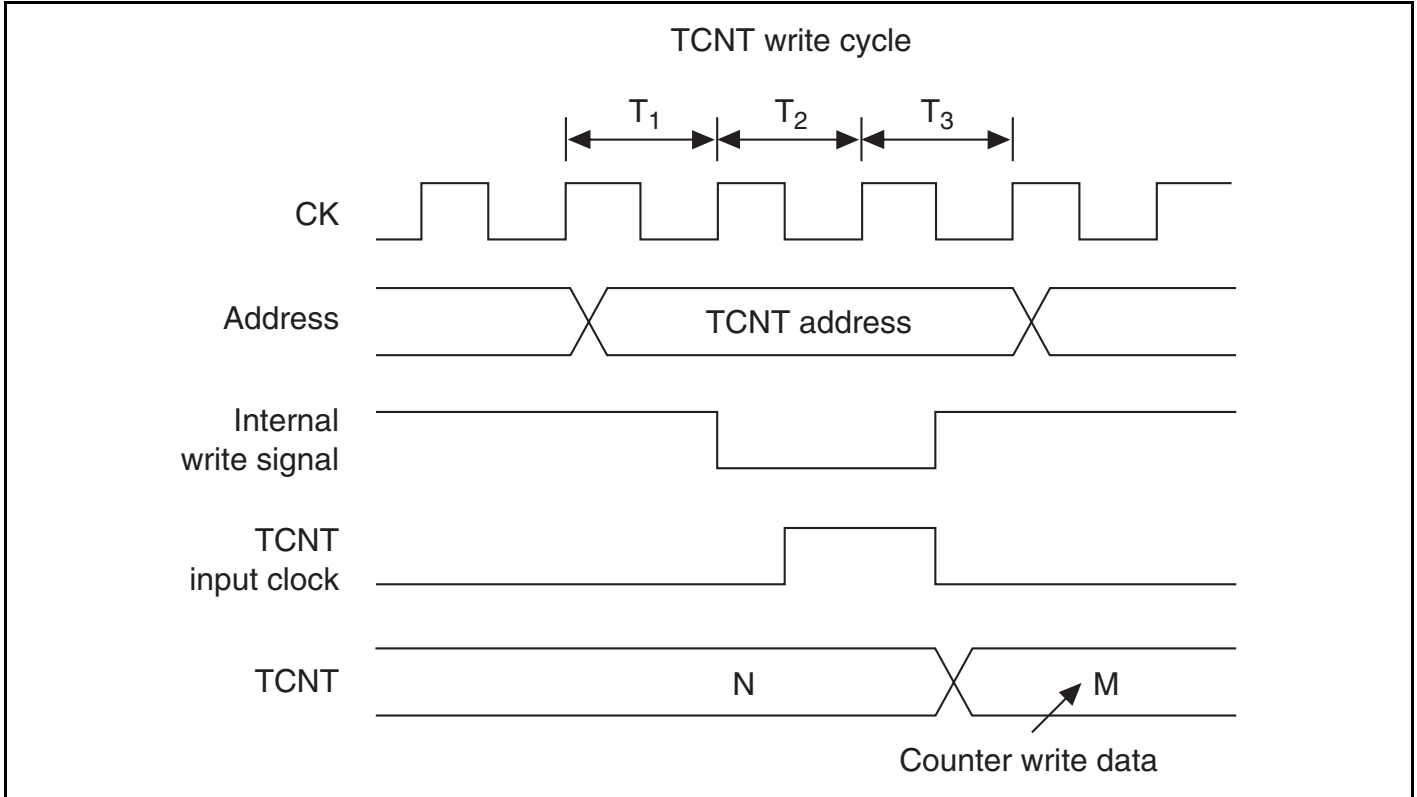 TCNT write cycle
T1 T2 T3
CK
Address
TCNT address
Internal
write signal
TCNT
input clock
TCNT
N
M
Counter write data